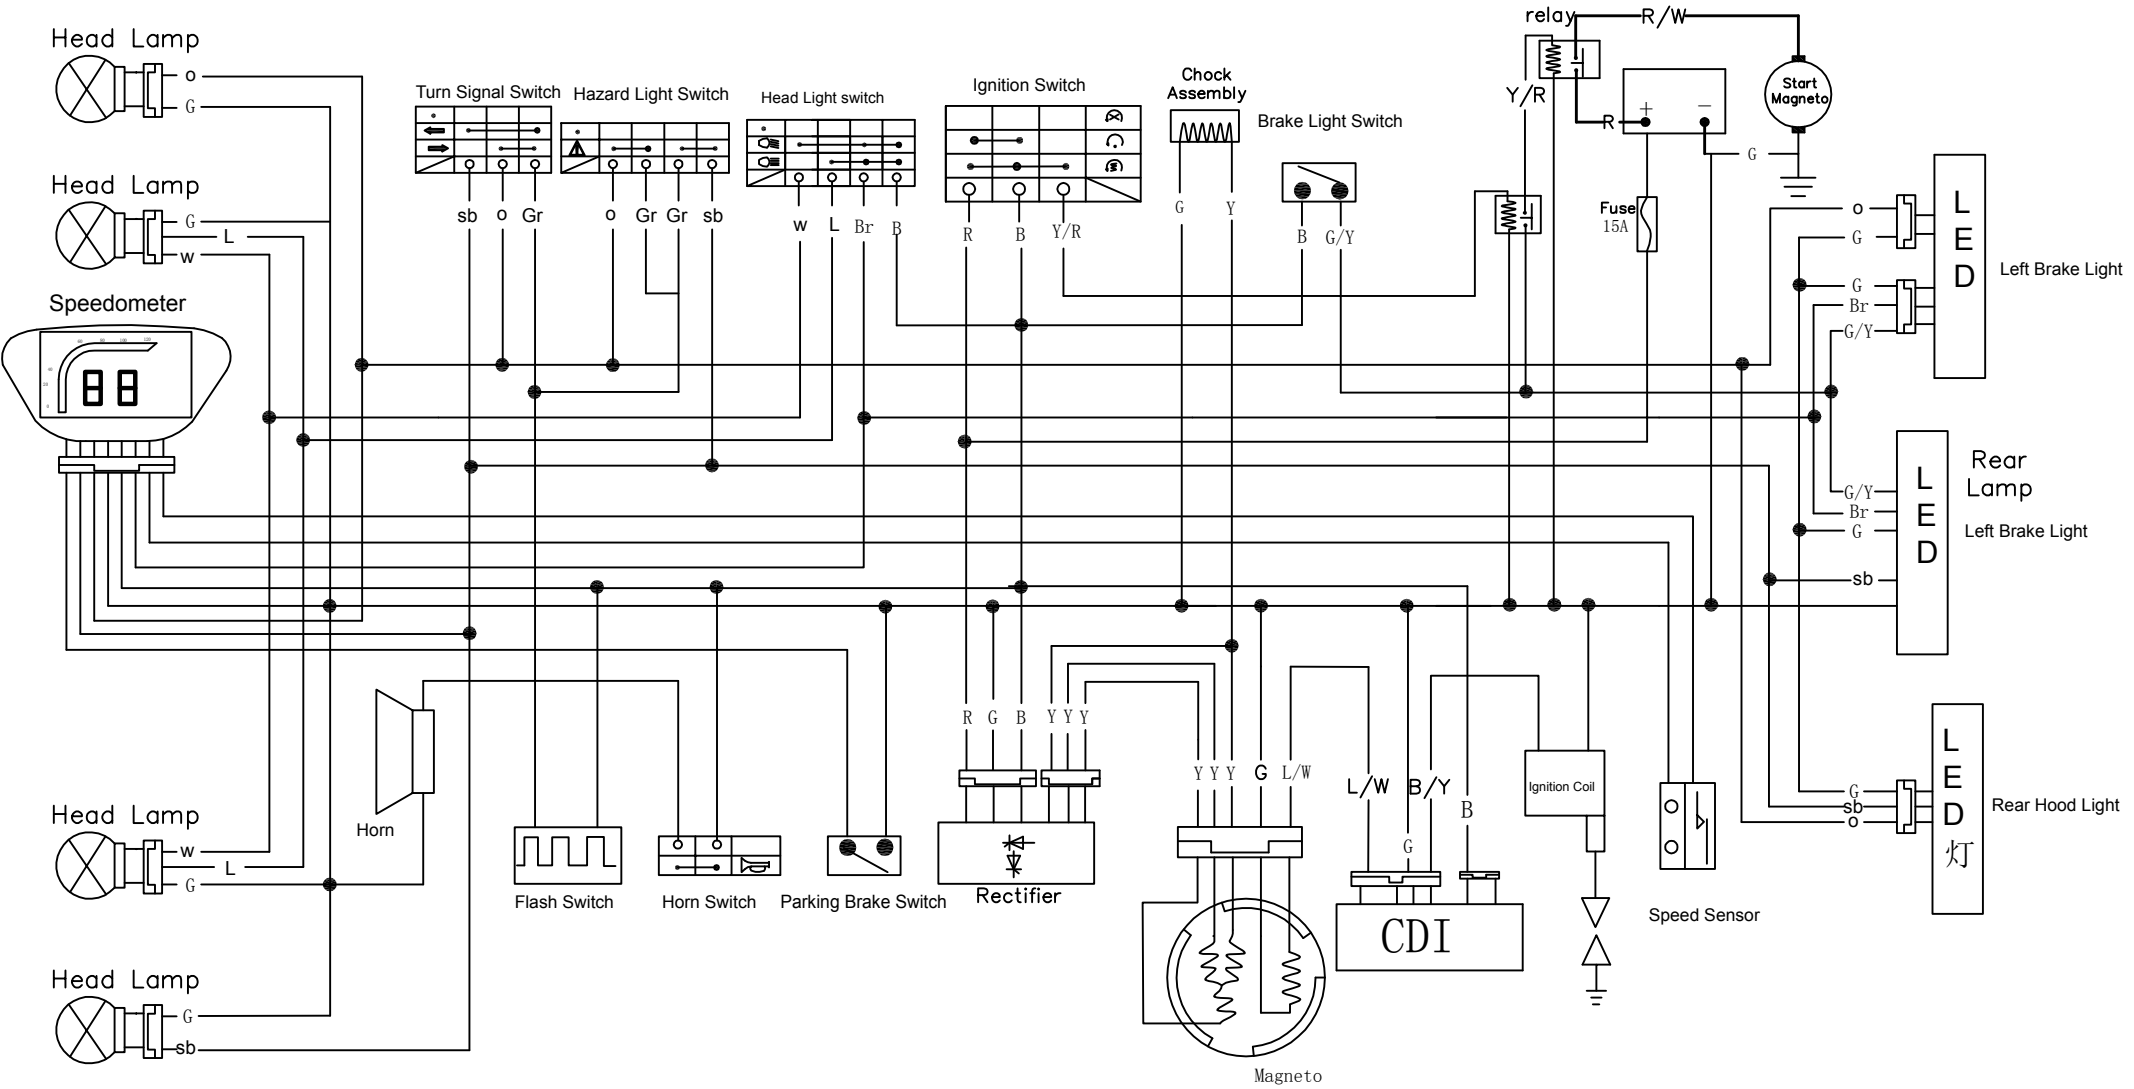 relay
R/W
Head Lamp
o
G
Turn Signal Switch
Hazard Light Switch
Head Light switch
Ignition Switch
Chock
Assembly
Brake Light Switch
Y/R
R
+
−
Start
Magneto
G
Head Lamp
G
L
w
sb
o
Gr
o
Gr
Gr
sb
w
L
Br
B
R
B
Y/R
G
Y
B
G/Y
Fuse
15A
o
G
G
Br
G/Y
L
E
D
Left Brake Light
Speedometer
88
Rear
Lamp
G/Y
Br
G
sb
L
E
D
Left Brake Light
R
G
B
Y
Y
Y
Y
Y
Y
G
L/W
L/W
B/Y
G
B
Ignition Coil
Head Lamp
w
L
G
Horn
Flash Switch
Horn Switch
Parking Brake Switch
Rectifier
Magneto
CDI
Speed Sensor
G
sb
o
L
E
D
灯
Rear Hood Light
Head Lamp
G
sb